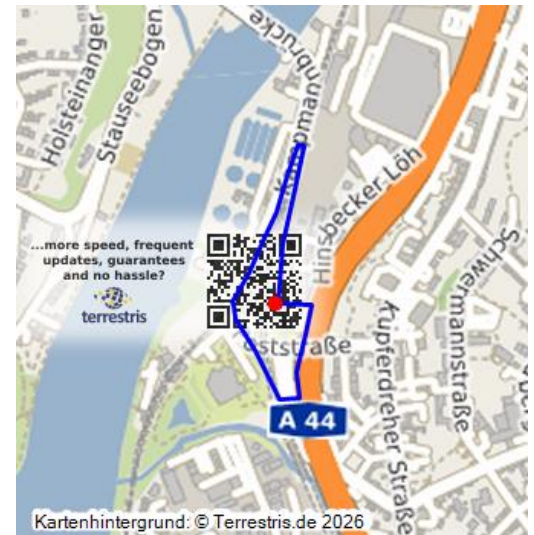 Holsteinanger
Stauseebogen
Kampmannbrücke
Hinsbecker Löh
...more speed, frequent
updates, guarantees
and no hassle?
terrestris
Schwermannstraße
Kupferdreher Straße
A 44
Kartenhintergrund: © Terrestris.de 2026